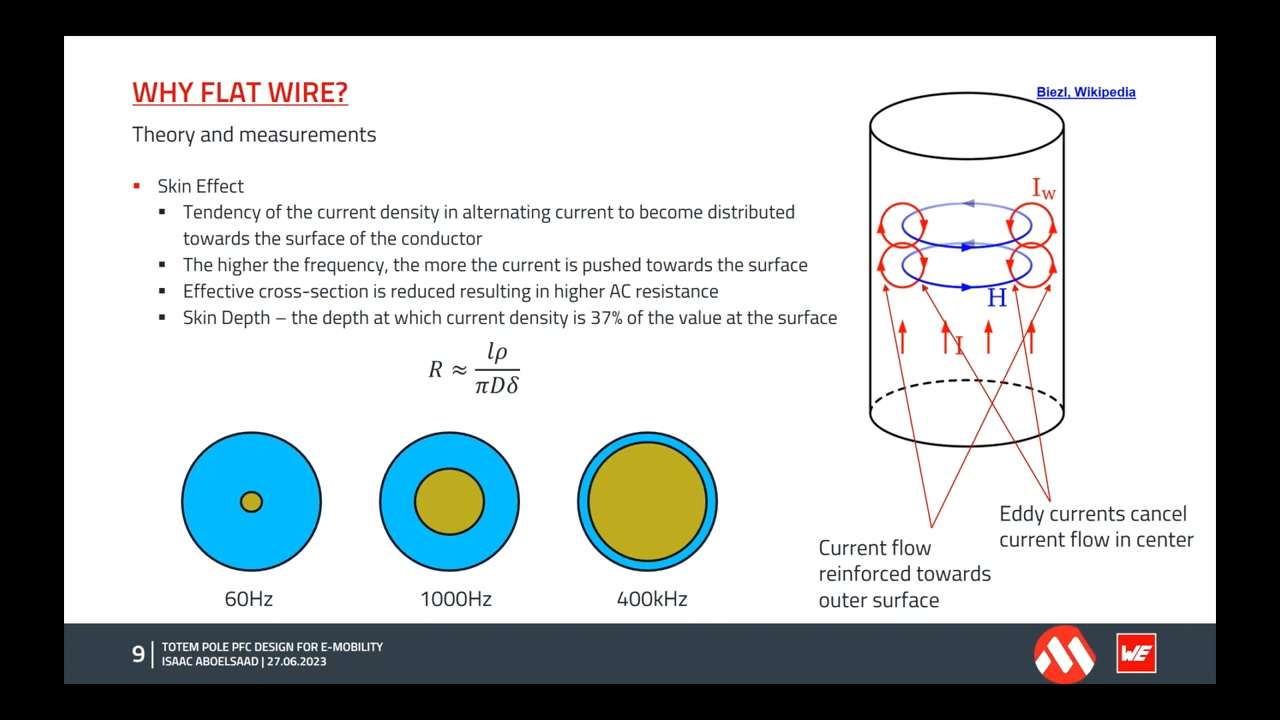 WHY FLAT WIRE?
Theory and measurements
Skin Effect
Tendency of the current density in alternating current to become distributed
towards the surface of the conductor
The higher the frequency, the more the current is pushed towards the surface
Effective cross-section is reduced resulting in higher AC resistance
Skin Depth – the depth at which current density is 37% of the value at the surface
R ≈ lρ / πDδ
60Hz
1000Hz
400kHz
Biezl, Wikipedia
I_w
H
I
Eddy currents cancel
current flow in center
Current flow
reinforced towards
outer surface
9
TOTEM POLE PFC DESIGN FOR E-MOBILITY
ISAAC ABOELSAAD | 27.06.2023
WE